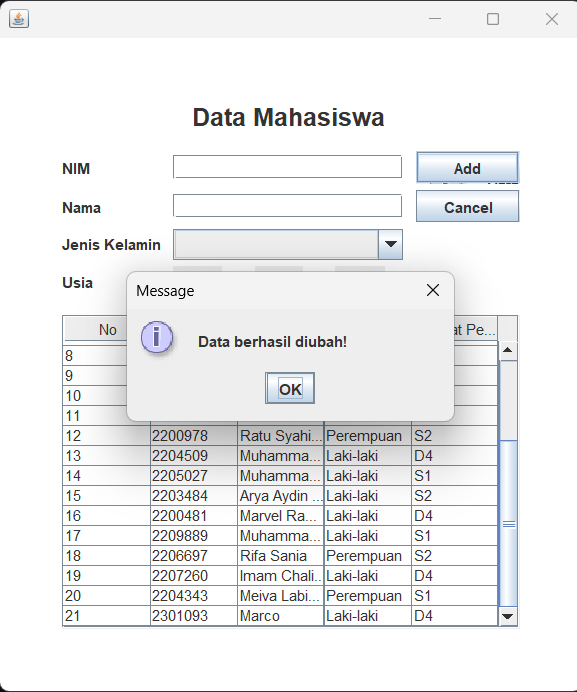 Data Mahasiswa
NIM Add
Nama Cancel
Jenis Kelamin
Usia
Message
Data berhasil diubah!
OK
No at Pe...
8
9
10
11
12 2200978 Ratu Syahi... Perempuan S2
13 2204509 Muhamma... Laki-laki D4
14 2205027 Muhamma... Laki-laki S1
15 2203484 Arya Aydin ... Laki-laki S2
16 2200481 Marvel Ra... Laki-laki D4
17 2209889 Muhamma... Laki-laki S1
18 2206697 Rifa Sania Perempuan S2
19 2207260 Imam Chali... Laki-laki D4
20 2204343 Meiva Labi... Perempuan S1
21 2301093 Marco Laki-laki D4